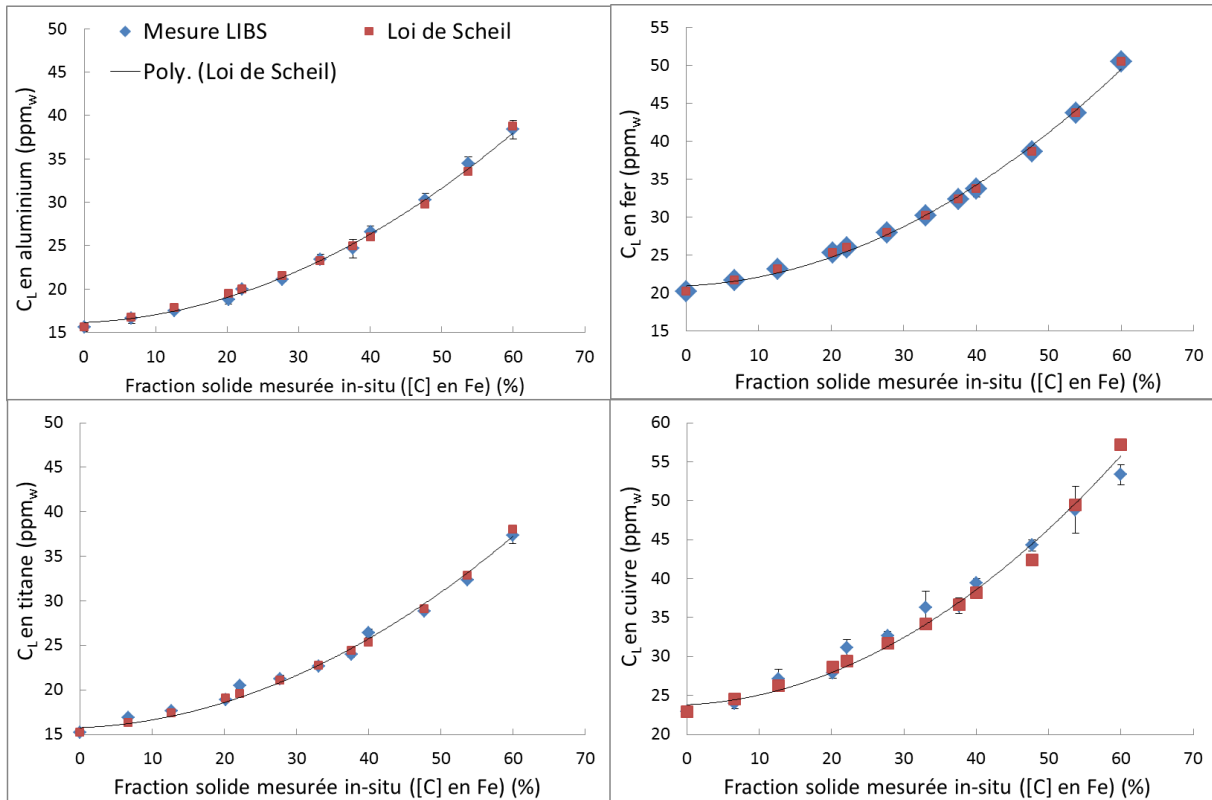 Mesure LIBS
Loi de Scheil
Poly. (Loi de Scheil)
C_L en aluminium (ppm_w)
50
45
40
35
30
25
20
15
0 10 20 30 40 50 60 70
Fraction solide mesurée in-situ ([C] en Fe) (%)
C_L en fer (ppm_w)
55
50
45
40
35
30
25
20
15
0 10 20 30 40 50 60 70
Fraction solide mesurée in-situ ([C] en Fe) (%)
C_L en titane (ppm_w)
50
45
40
35
30
25
20
15
0 10 20 30 40 50 60 70
Fraction solide mesurée in-situ ([C] en Fe) (%)
C_L en cuivre (ppm_w)
60
55
50
45
40
35
30
25
20
0 10 20 30 40 50 60 70
Fraction solide mesurée in-situ ([C] en Fe) (%)